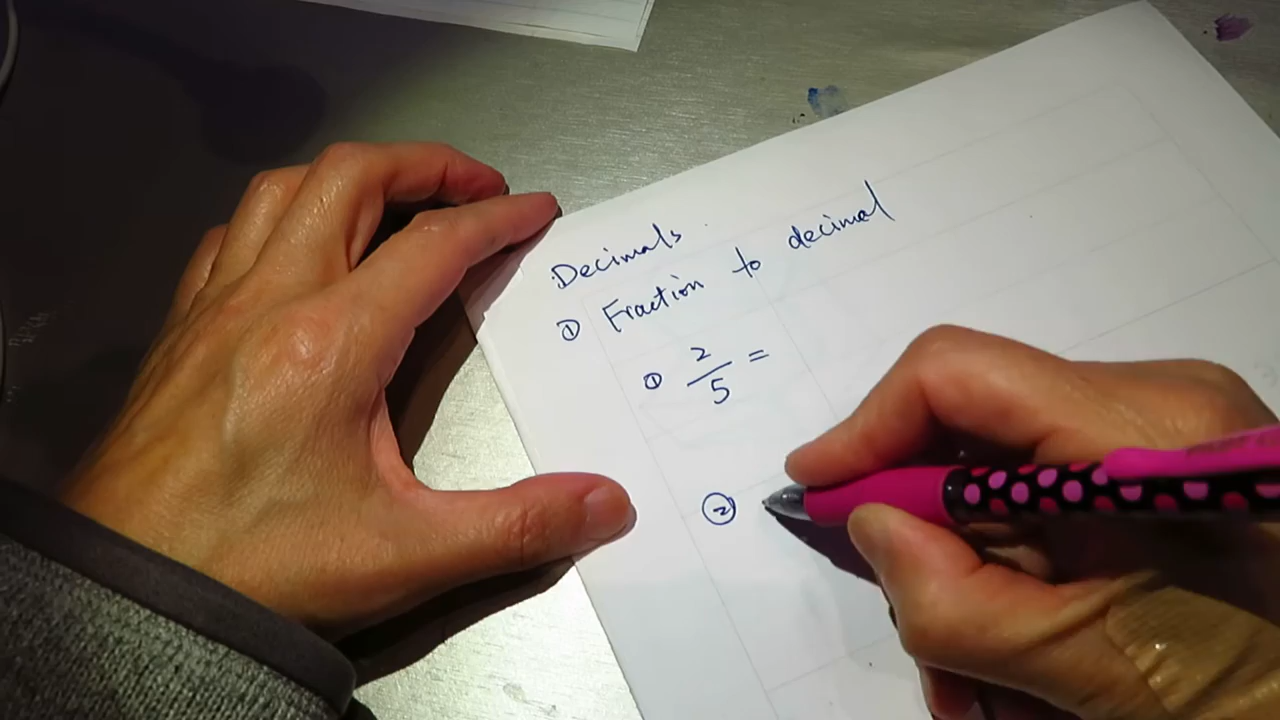 Decimals.
① Fraction to decimal
① 2/5 =
②